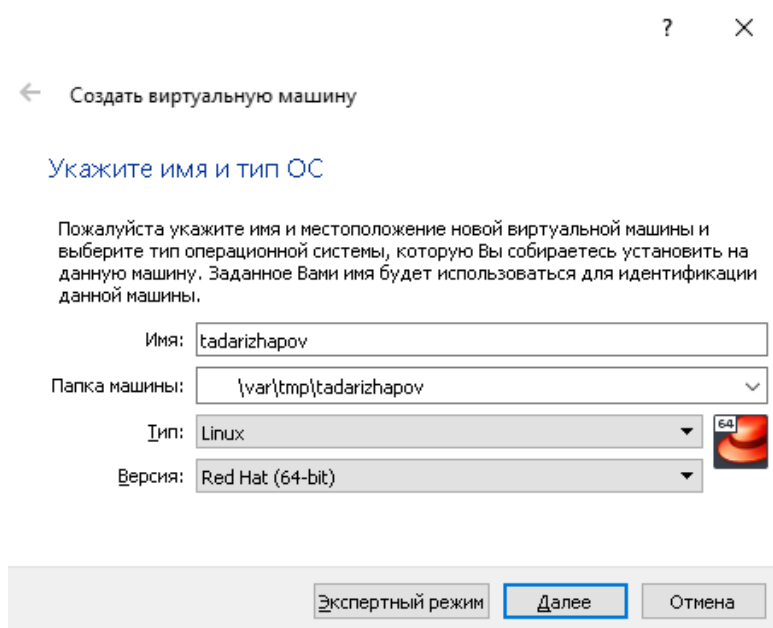 ?
Создать виртуальную машину
Укажите имя и тип ОС
Пожалуйста укажите имя и местоположение новой виртуальной машины и
выберите тип операционной системы, которую Вы собираетесь установить на
данную машину. Заданное Вами имя будет использоваться для идентификации
данной машины.
Имя: tadarizhapov
Папка машины: \var\tmp\tadarizhapov
Тип: Linux
64
Версия: Red Hat (64-bit)
Экспертный режим Далее Отмена